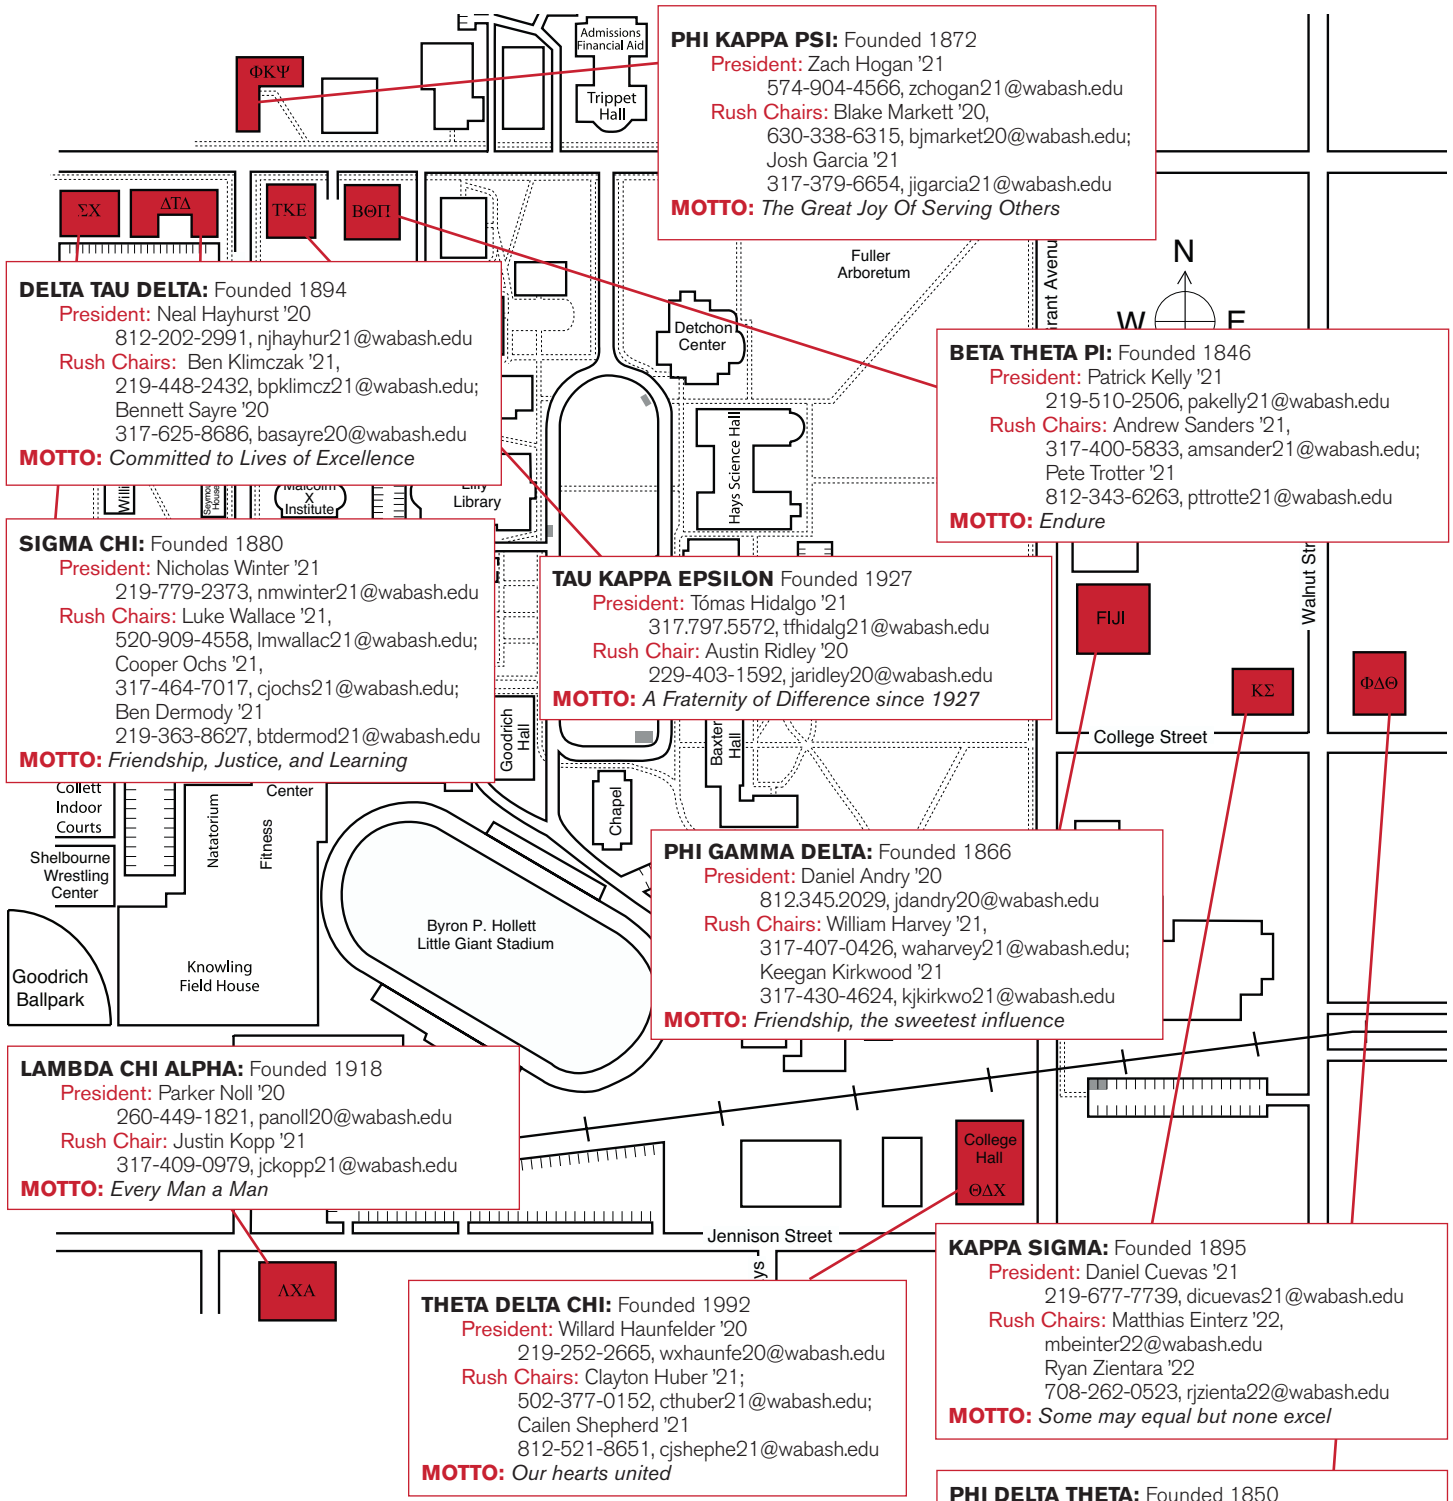 Admissions
Financial Aid
Trippet
Hall
ΦΚΨ
PHI KAPPA PSI: Founded 1872
President: Zach Hogan ’21
574-904-4566, zchogan21@wabash.edu
Rush Chairs: Blake Markett ’20,
630-338-6315, bjmarket20@wabash.edu;
Josh Garcia ’21
317-379-6654, jigarcia21@wabash.edu
MOTTO: The Great Joy Of Serving Others
ΣΧ
ΔΤΔ
ΤΚΕ
ΒΘΠ
Fuller
Arboretum
Grant Avenue
N
W E
DELTA TAU DELTA: Founded 1894
President: Neal Hayhurst ’20
812-202-2991, njhayhur21@wabash.edu
Rush Chairs: Ben Klimczak ’21,
219-448-2432, bpklimcz21@wabash.edu;
Bennett Sayre ’20
317-625-8686, basayre20@wabash.edu
MOTTO: Committed to Lives of Excellence
Detchon
Center
BETA THETA PI: Founded 1846
President: Patrick Kelly ’21
219-510-2506, pakelly21@wabash.edu
Rush Chairs: Andrew Sanders ’21,
317-400-5833, amsander21@wabash.edu;
Pete Trotter ’21
812-343-6263, pttrotte21@wabash.edu
MOTTO: Endure
Hays Science Hall
Willi
Seymou
House
Malcolm
X
Institute
Lilly
Library
Walnut Str
SIGMA CHI: Founded 1880
President: Nicholas Winter ’21
219-779-2373, nmwinter21@wabash.edu
Rush Chairs: Luke Wallace ’21,
520-909-4558, lmwallac21@wabash.edu;
Cooper Ochs ’21,
317-464-7017, cjochs21@wabash.edu;
Ben Dermody ’21
219-363-8627, btdermod21@wabash.edu
MOTTO: Friendship, Justice, and Learning
TAU KAPPA EPSILON Founded 1927
President: Tómas Hidalgo ’21
317.797.5572, tfhidalg21@wabash.edu
Rush Chair: Austin Ridley ’20
229-403-1592, jaridley20@wabash.edu
MOTTO: A Fraternity of Difference since 1927
FIJI
ΚΣ
ΦΔΘ
College Street
Goodrich
Hall
Baxter
Hall
Chapel
Collett
Indoor
Courts
Natatorium
Fitness
Center
Shelbourne
Wrestling
Center
PHI GAMMA DELTA: Founded 1866
President: Daniel Andry ’20
812.345.2029, jdandry20@wabash.edu
Rush Chairs: William Harvey ’21,
317-407-0426, waharvey21@wabash.edu;
Keegan Kirkwood ’21
317-430-4624, kjkirkwo21@wabash.edu
MOTTO: Friendship, the sweetest influence
Byron P. Hollett
Little Giant Stadium
Goodrich
Ballpark
Knowling
Field House
LAMBDA CHI ALPHA: Founded 1918
President: Parker Noll ’20
260-449-1821, panoll20@wabash.edu
Rush Chair: Justin Kopp ’21
317-409-0979, jckopp21@wabash.edu
MOTTO: Every Man a Man
College
Hall
ΘΔΧ
Jennison Street
ys
ΛΧΑ
THETA DELTA CHI: Founded 1992
President: Willard Haunfelder ’20
219-252-2665, wxhaunfe20@wabash.edu
Rush Chairs: Clayton Huber ’21;
502-377-0152, cthuber21@wabash.edu;
Cailen Shepherd ’21
812-521-8651, cjshephe21@wabash.edu
MOTTO: Our hearts united
KAPPA SIGMA: Founded 1895
President: Daniel Cuevas ’21
219-677-7739, dicuevas21@wabash.edu
Rush Chairs: Matthias Einterz ’22,
mbeinter22@wabash.edu
Ryan Zientara ’22
708-262-0523, rjzienta22@wabash.edu
MOTTO: Some may equal but none excel
PHI DELTA THETA: Founded 1850